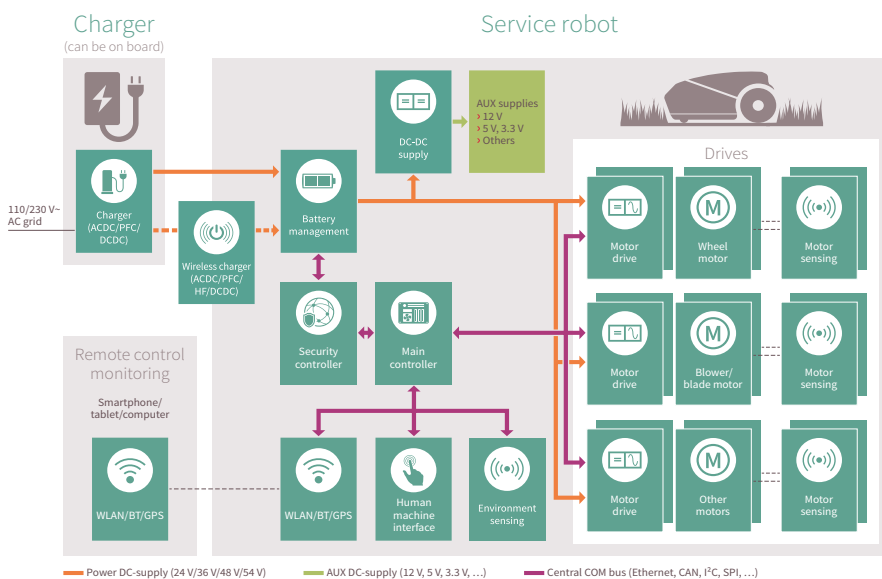 Charger
(can be on board)
Service robot
110/230 V~
AC grid
Charger
(ACDC/PFC/
DCDC)
Wireless charger
(ACDC/PFC/
HF/DCDC)
Battery
management
DC-DC
supply
AUX supplies
› 12 V
› 5 V, 3.3 V
› Others
Drives
Motor
drive
M
Wheel
motor
Motor
sensing
Security
controller
Main
controller
Motor
drive
M
Blower/
blade motor
Motor
sensing
Remote control
monitoring
Smartphone/
tablet/computer
WLAN/BT/GPS
WLAN/BT/GPS
Human
machine
interface
Environment
sensing
Motor
drive
M
Other
motors
Motor
sensing
Power DC-supply (24 V/36 V/48 V/54 V)
AUX DC-supply (12 V, 5 V, 3.3 V, …)
Central COM bus (Ethernet, CAN, I²C, SPI, …)